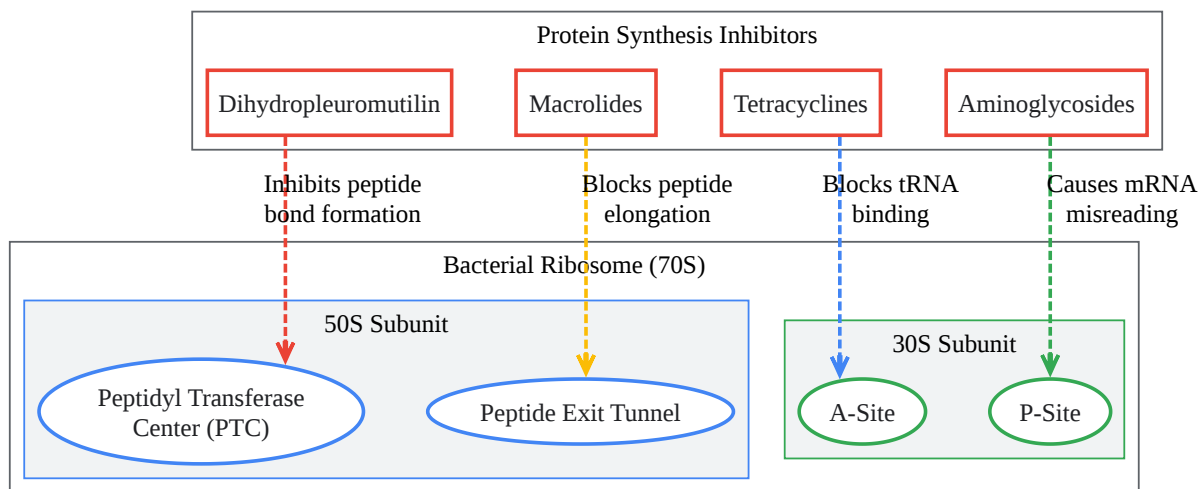 Protein Synthesis Inhibitors
Dihydropleuromutilin
Macrolides
Tetracyclines
Aminoglycosides
Inhibits peptide
bond formation
Blocks peptide
elongation
Blocks tRNA
binding
Causes mRNA
misreading
Bacterial Ribosome (70S)
50S Subunit
30S Subunit
Peptidyl Transferase
Center (PTC)
Peptide Exit Tunnel
A-Site
P-Site